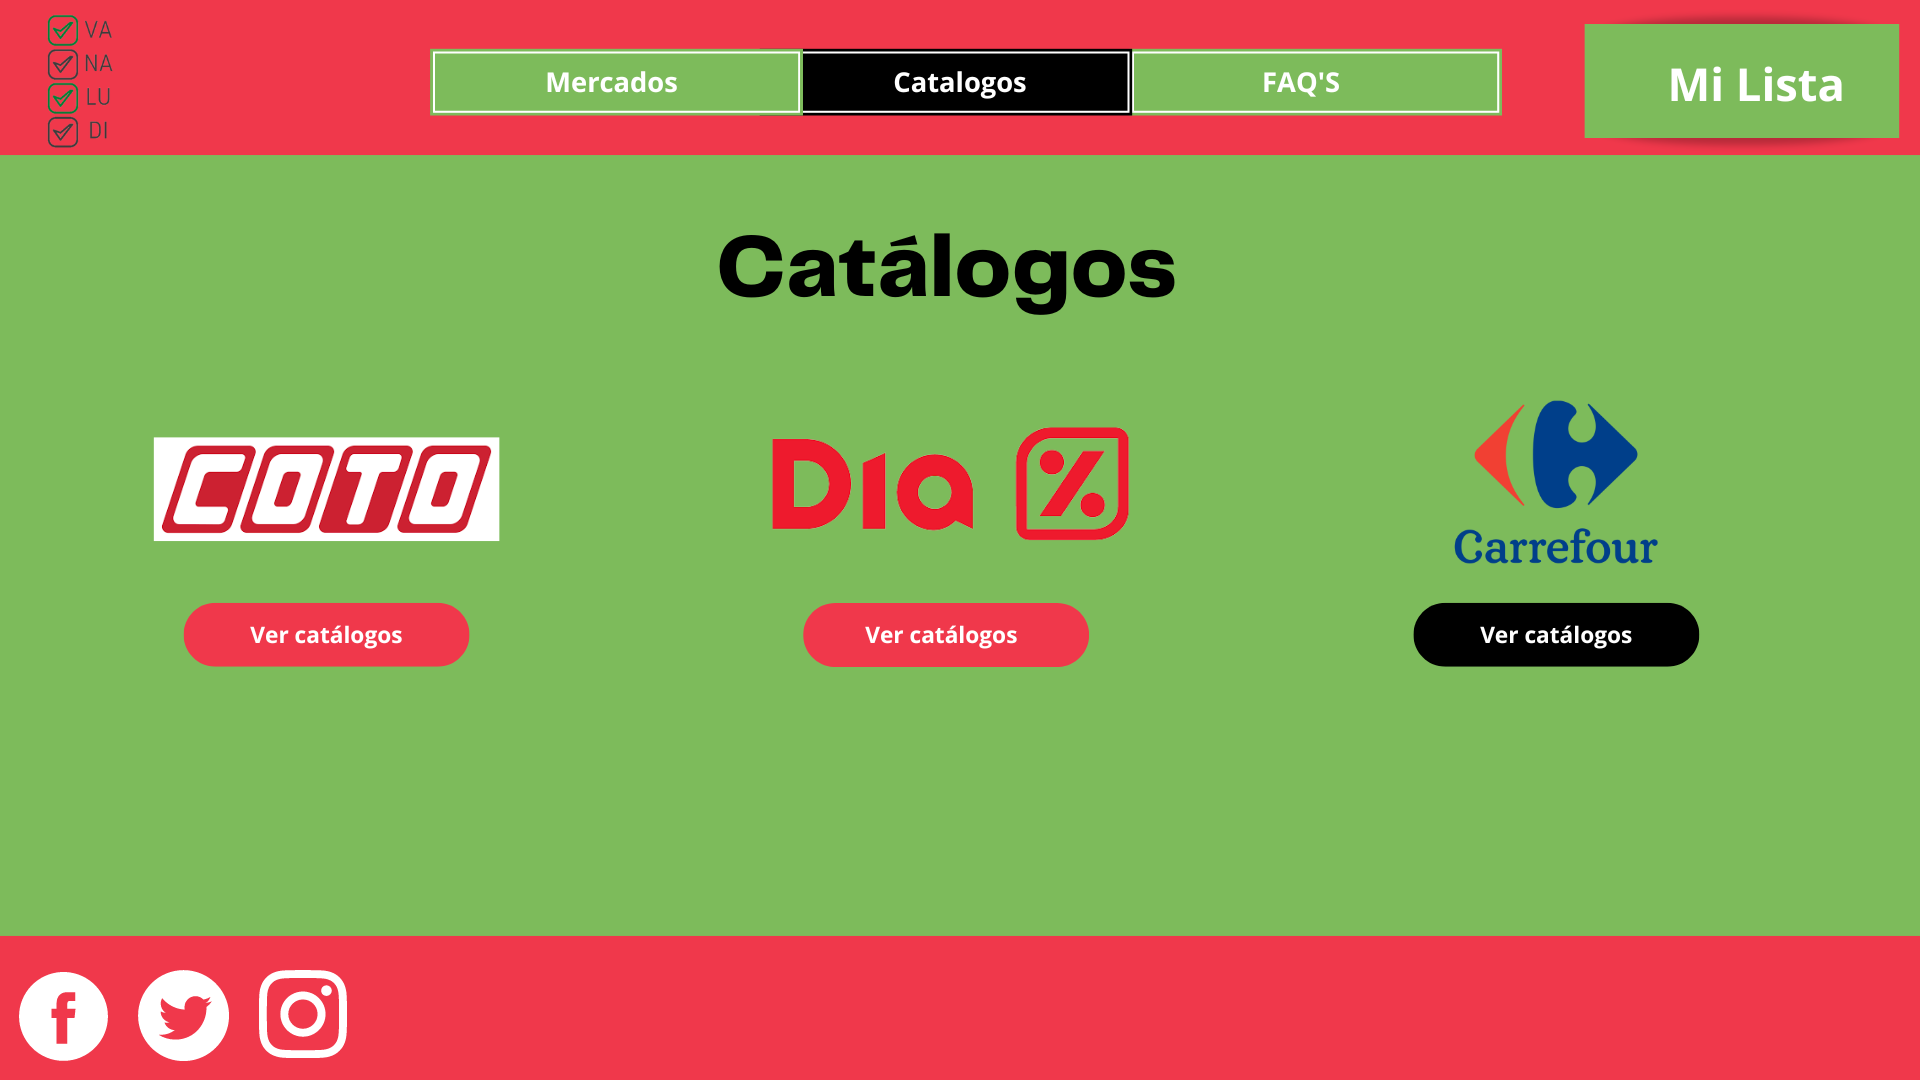 VA
NA
LU
DI
Mercados
Catalogos
FAQ'S
Mi Lista
Catálogos
COTO
DIa %
Carrefour
Ver catálogos
Ver catálogos
Ver catálogos